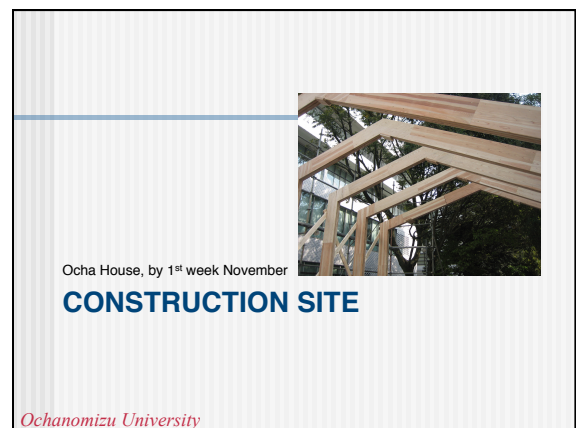 Ocha House, by 1st week November
CONSTRUCTION SITE
Ochanomizu University